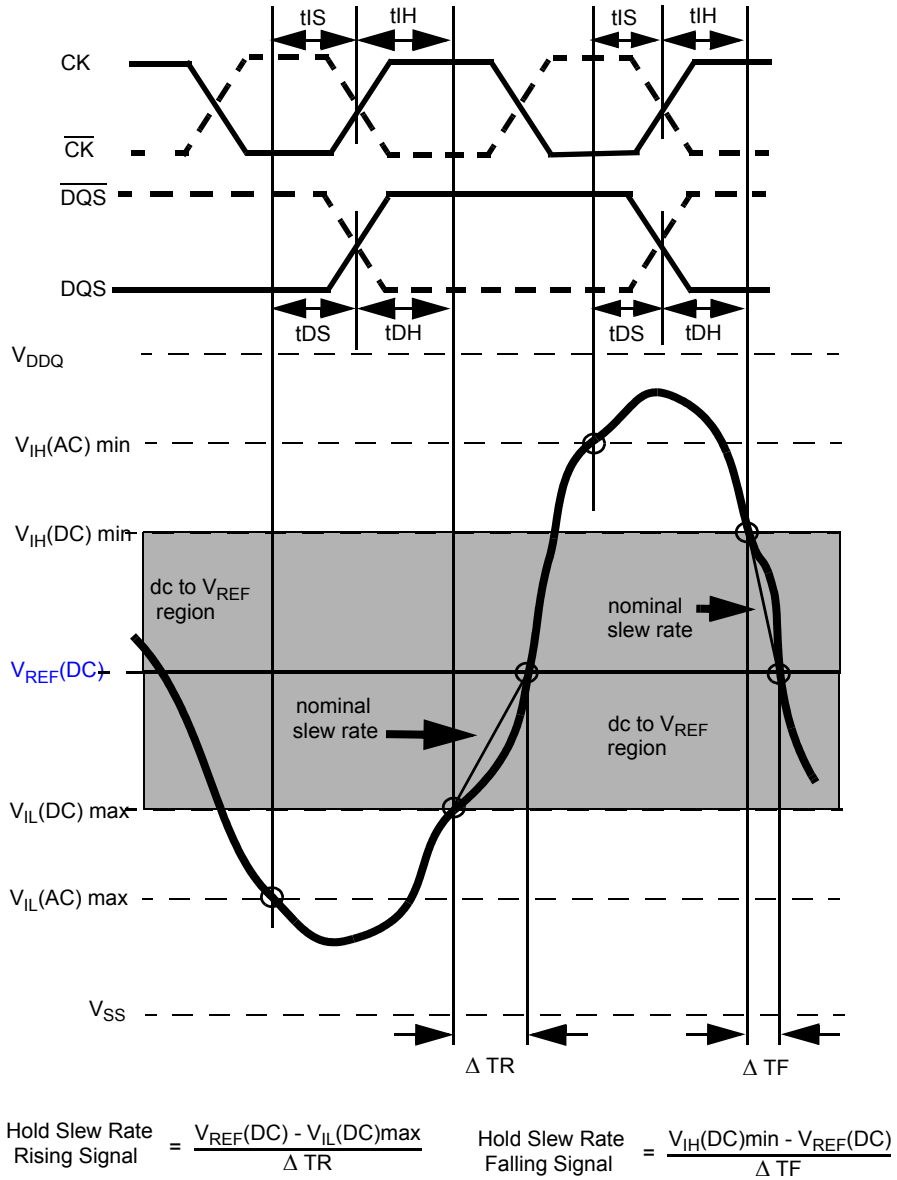 tIS tIH tIS tIH
CK
CK
DQS
DQS
tDS tDH tDS tDH
VDDQ
VIH(AC) min
VIH(DC) min
dc to VREF
region
nominal
slew rate
VREF(DC)
nominal
slew rate
dc to VREF
region
VIL(DC) max
VIL(AC) max
VSS
Δ TR Δ TF
Hold Slew Rate
Rising Signal
=
VREF(DC) - VIL(DC)max
Δ TR
Hold Slew Rate
Falling Signal
=
VIH(DC)min - VREF(DC)
Δ TF